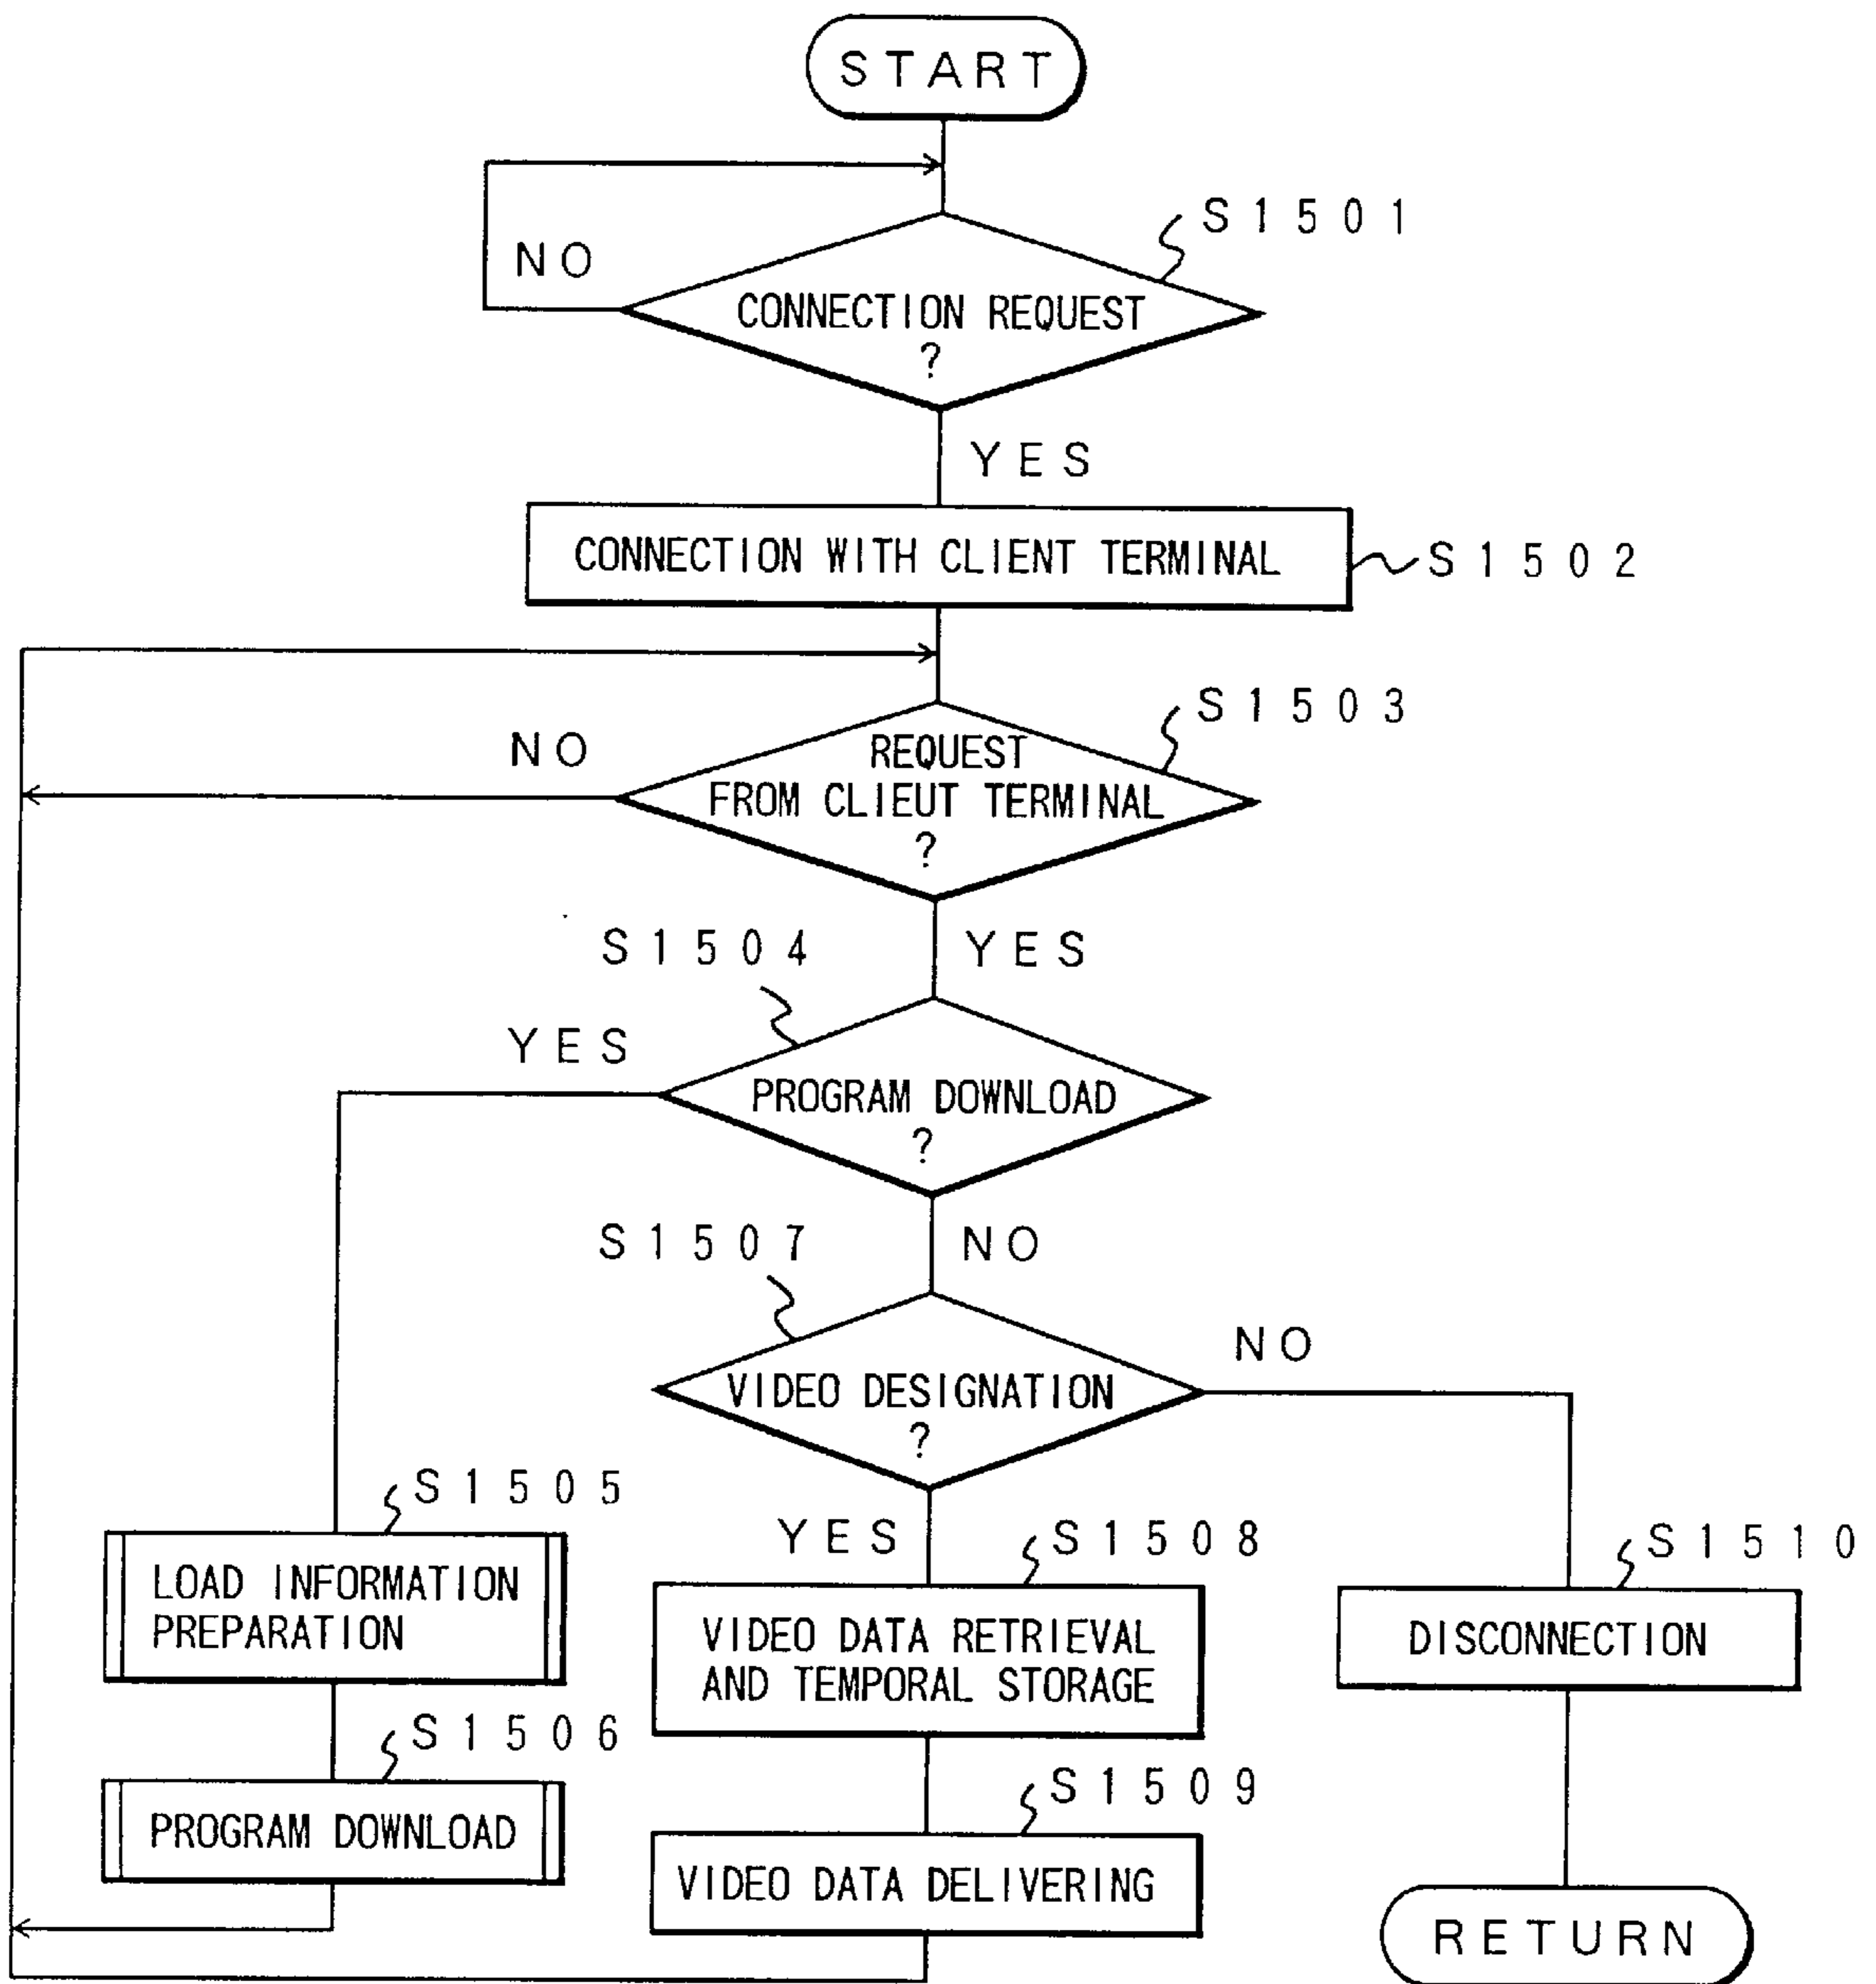 START
S1501
NO
CONNECTION REQUEST
?
YES
CONNECTION WITH CLIENT TERMINAL
S1502
S1503
NO
REQUEST
FROM CLIEUT TERMINAL
?
S1504
YES
YES
PROGRAM DOWNLOAD
?
S1507
NO
NO
VIDEO DESIGNATION
?
S1505
YES
S1508
S1510
LOAD INFORMATION
PREPARATION
VIDEO DATA RETRIEVAL
AND TEMPORAL STORAGE
DISCONNECTION
S1506
S1509
PROGRAM DOWNLOAD
VIDEO DATA DELIVERING
RETURN